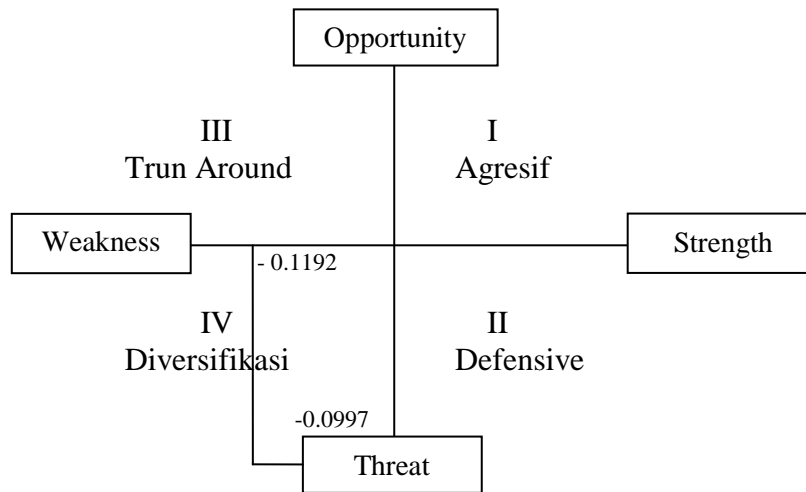 Opportunity
III
Trun Around
I
Agresif
Weakness
Strength
- 0.1192
IV
Diversifikasi
II
Defensive
-0.0997
Threat